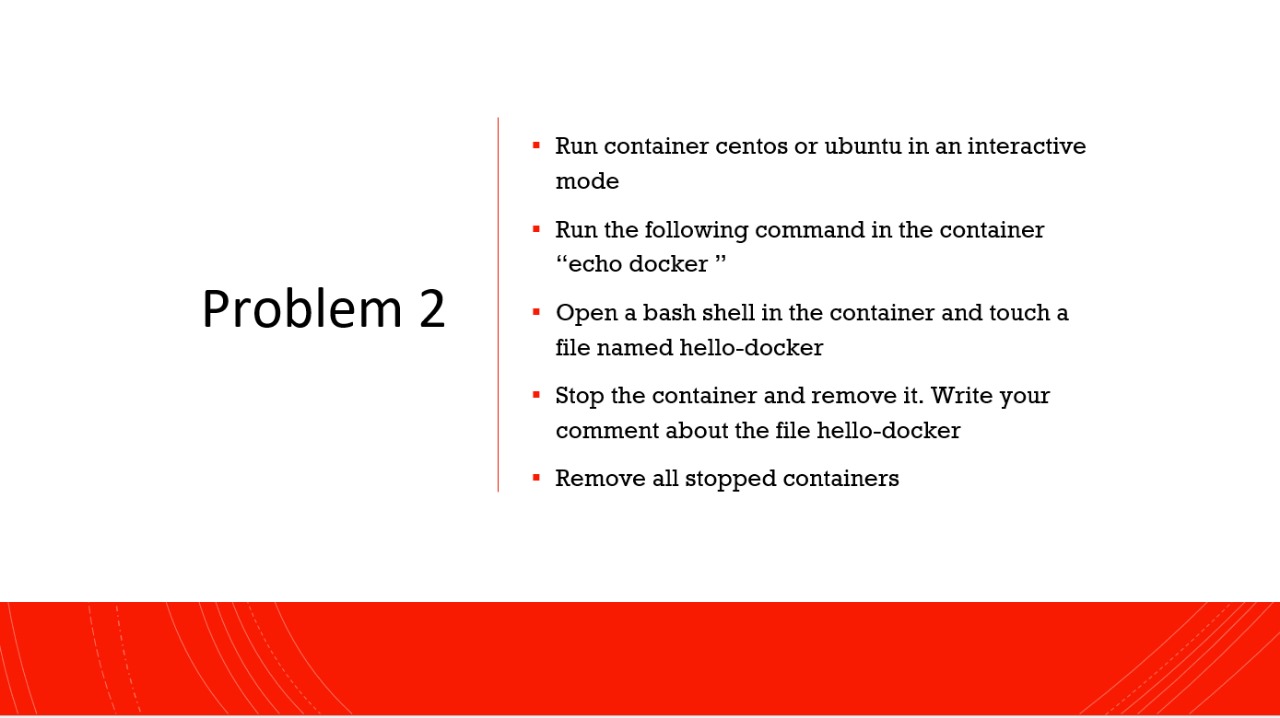 Problem 2
▪ Run container centos or ubuntu in an interactive
mode
▪ Run the following command in the container
“echo docker ”
▪ Open a bash shell in the container and touch a
file named hello-docker
▪ Stop the container and remove it. Write your
comment about the file hello-docker
▪ Remove all stopped containers